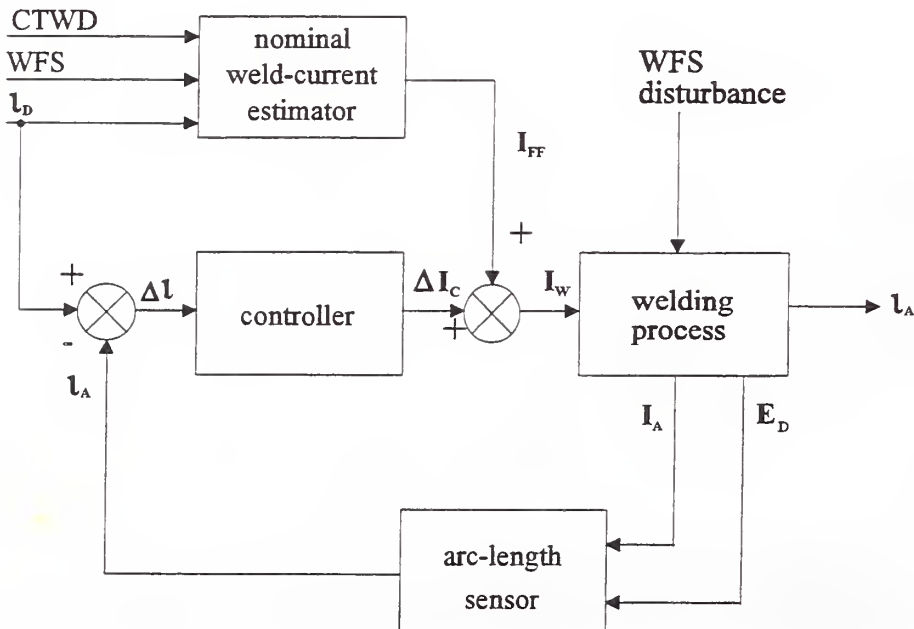 CTWD
WFS
l_D
nominal
weld-current
estimator
I_FF
WFS
disturbance
+
+
-
Δl
l_A
controller
ΔI_C
+
I_W
welding
process
l_A
I_A
E_D
arc-length
sensor